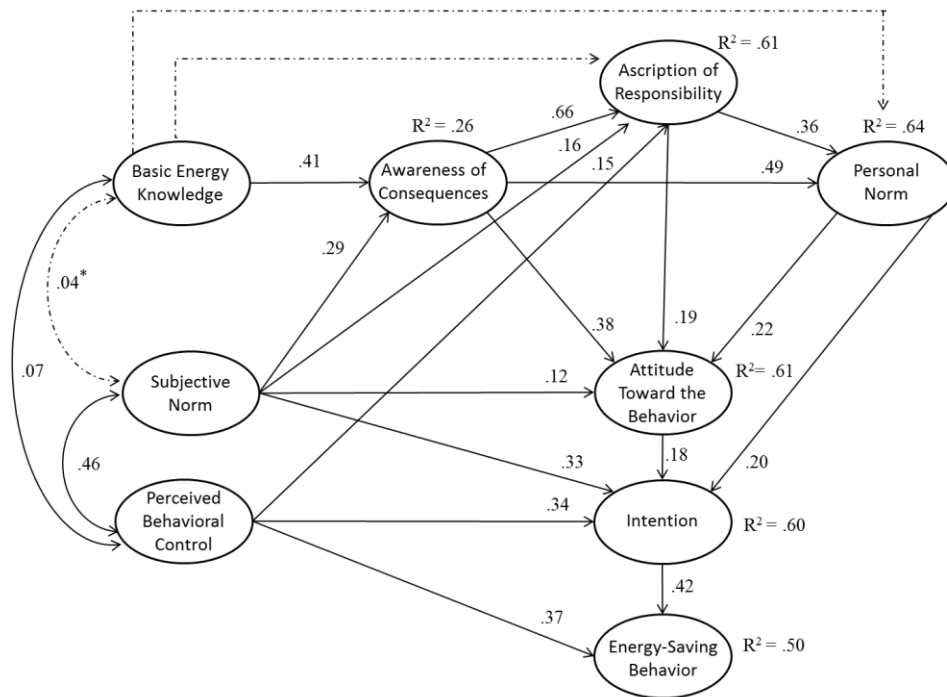 R² = .61
Ascription of
Responsibility
R² = .26
.66
.36
R² = .64
.16
.15
Basic Energy
Knowledge
.41
Awareness of
Consequences
.49
Personal
Norm
.29
.04*
.38
.19
.22
.07
Subjective
Norm
.12
Attitude
Toward the
Behavior
R²= .61
.46
.33
.18
.20
Perceived
Behavioral
Control
.34
Intention
R² = .60
.42
.37
Energy-Saving
Behavior
R² = .50